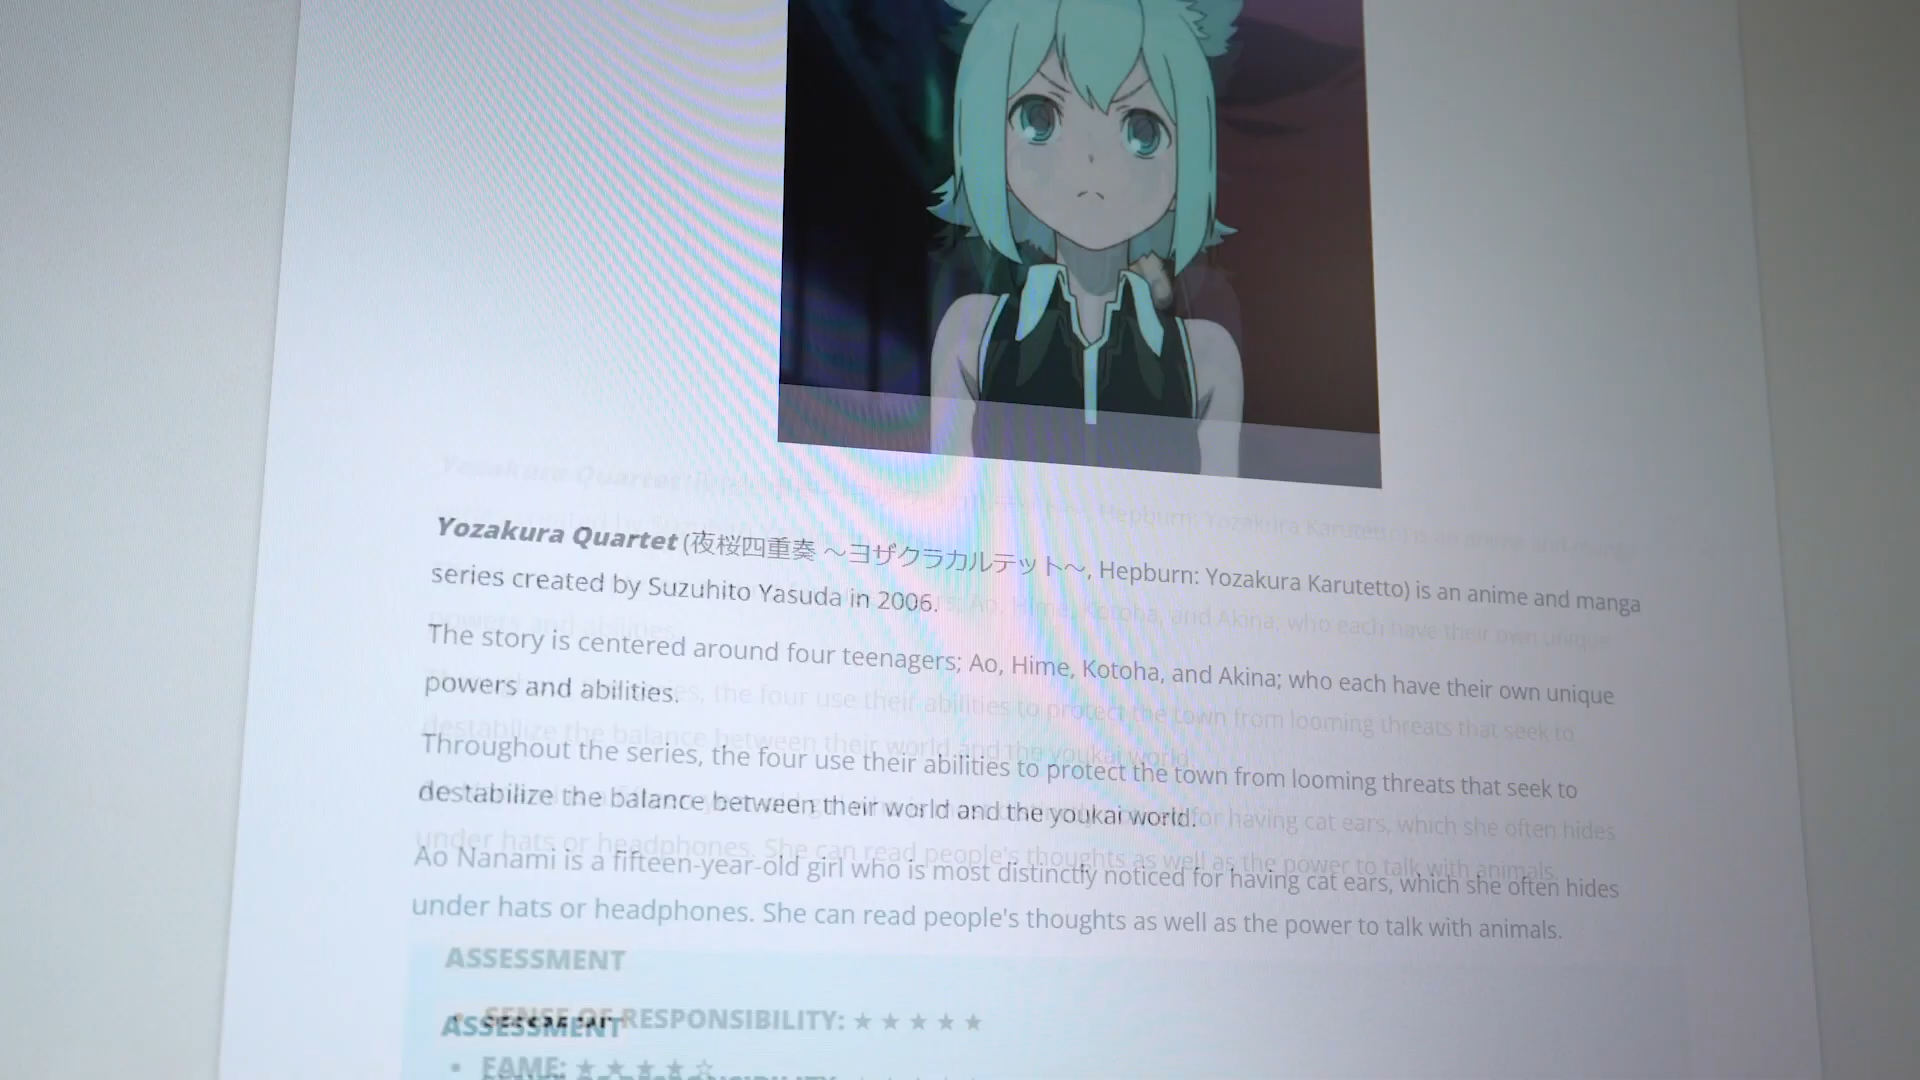 Yozakura Quartet (夜桜四重奏 ～ヨザクラカルテット～, Hepburn: Yozakura Karutetto) is an anime and manga
series created by Suzuhito Yasuda in 2006.
The story is centered around four teenagers; Ao, Hime, Kotoha, and Akina; who each have their own unique
powers and abilities.
Throughout the series, the four use their abilities to protect the town from looming threats that seek to
destabilize the balance between their world and the youkai world.
Ao Nanami is a fifteen-year-old girl who is most distinctly noticed for having cat ears, which she often hides
under hats or headphones. She can read people's thoughts as well as the power to talk with animals.
ASSESSMENT
SENSE OF RESPONSIBILITY: ★ ★ ★ ★ ★
ASSESSMENT
• FAME: ★ ★ ★ ★ ☆